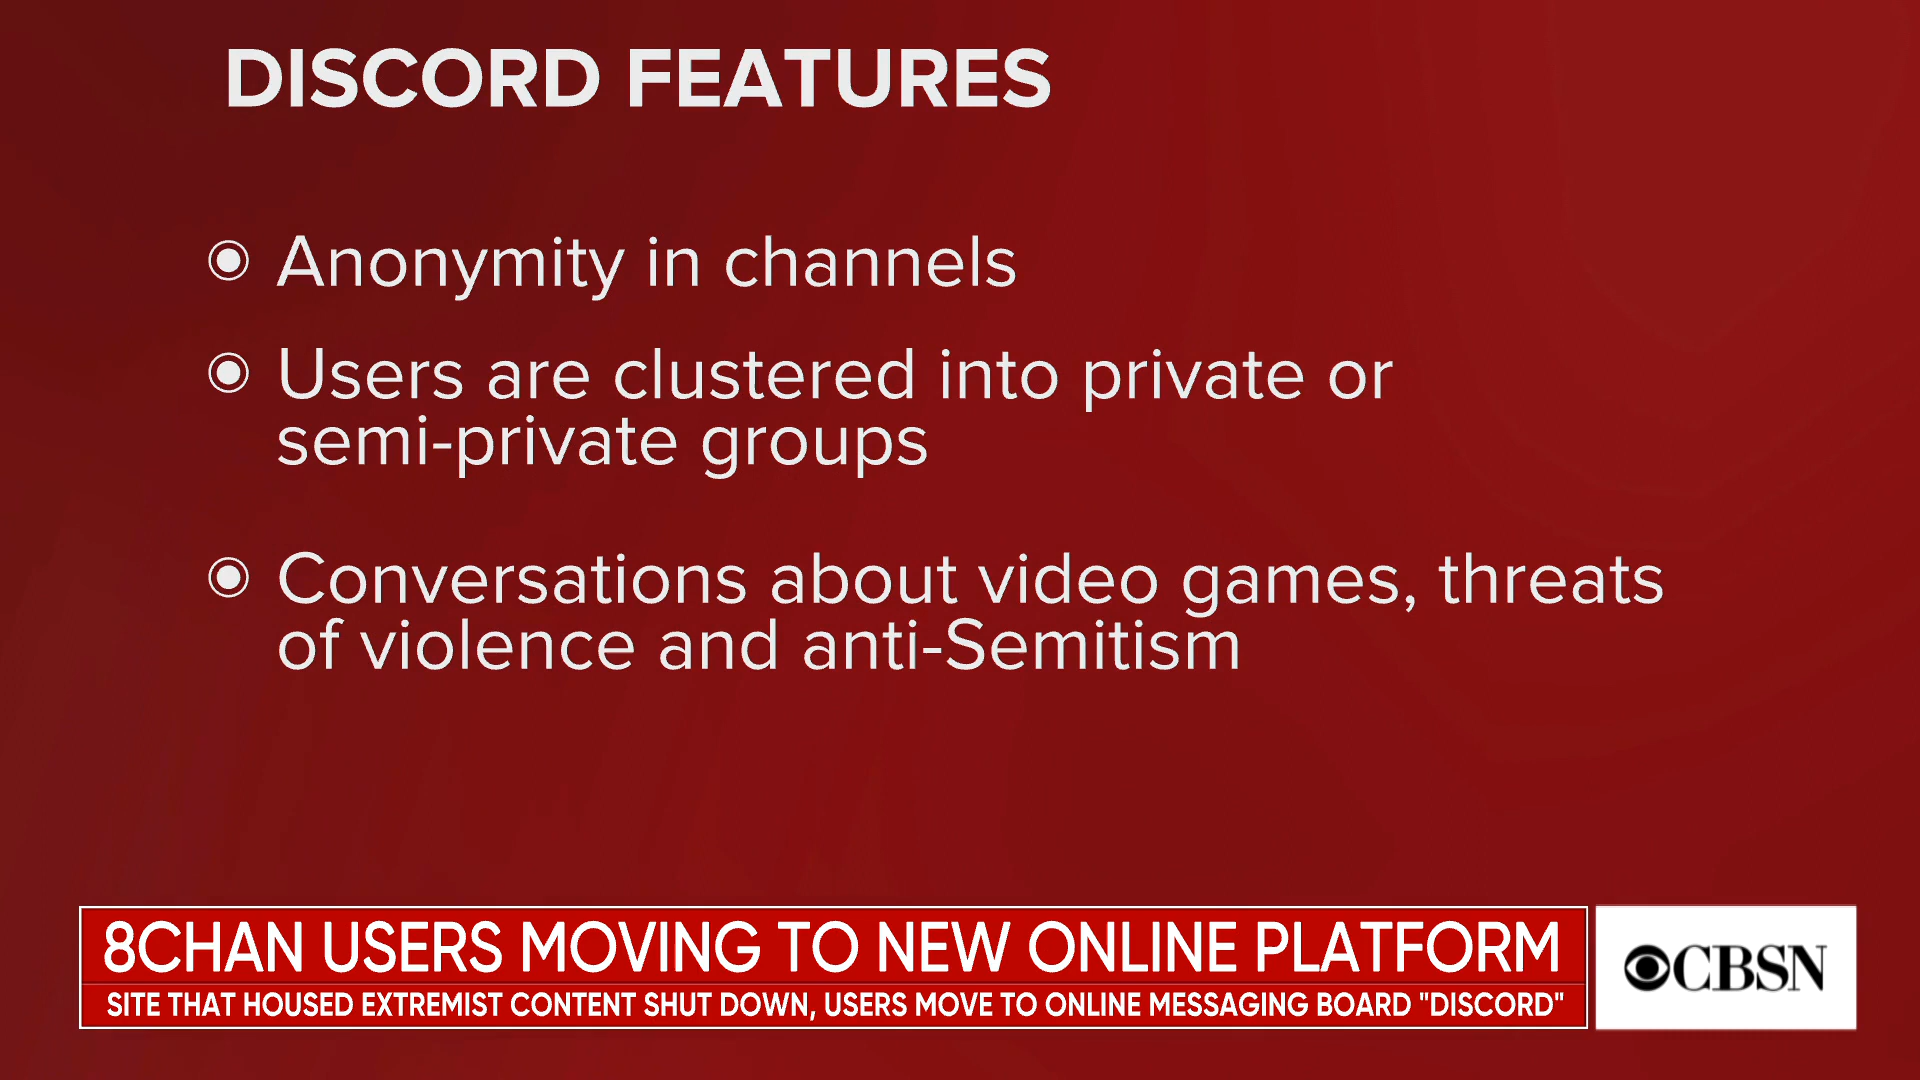 DISCORD FEATURES
Anonymity in channels
Users are clustered into private or
semi-private groups
Conversations about video games, threats
of violence and anti-Semitism
8CHAN USERS MOVING TO NEW ONLINE PLATFORM
SITE THAT HOUSED EXTREMIST CONTENT SHUT DOWN, USERS MOVE TO ONLINE MESSAGING BOARD "DISCORD"
CBSN